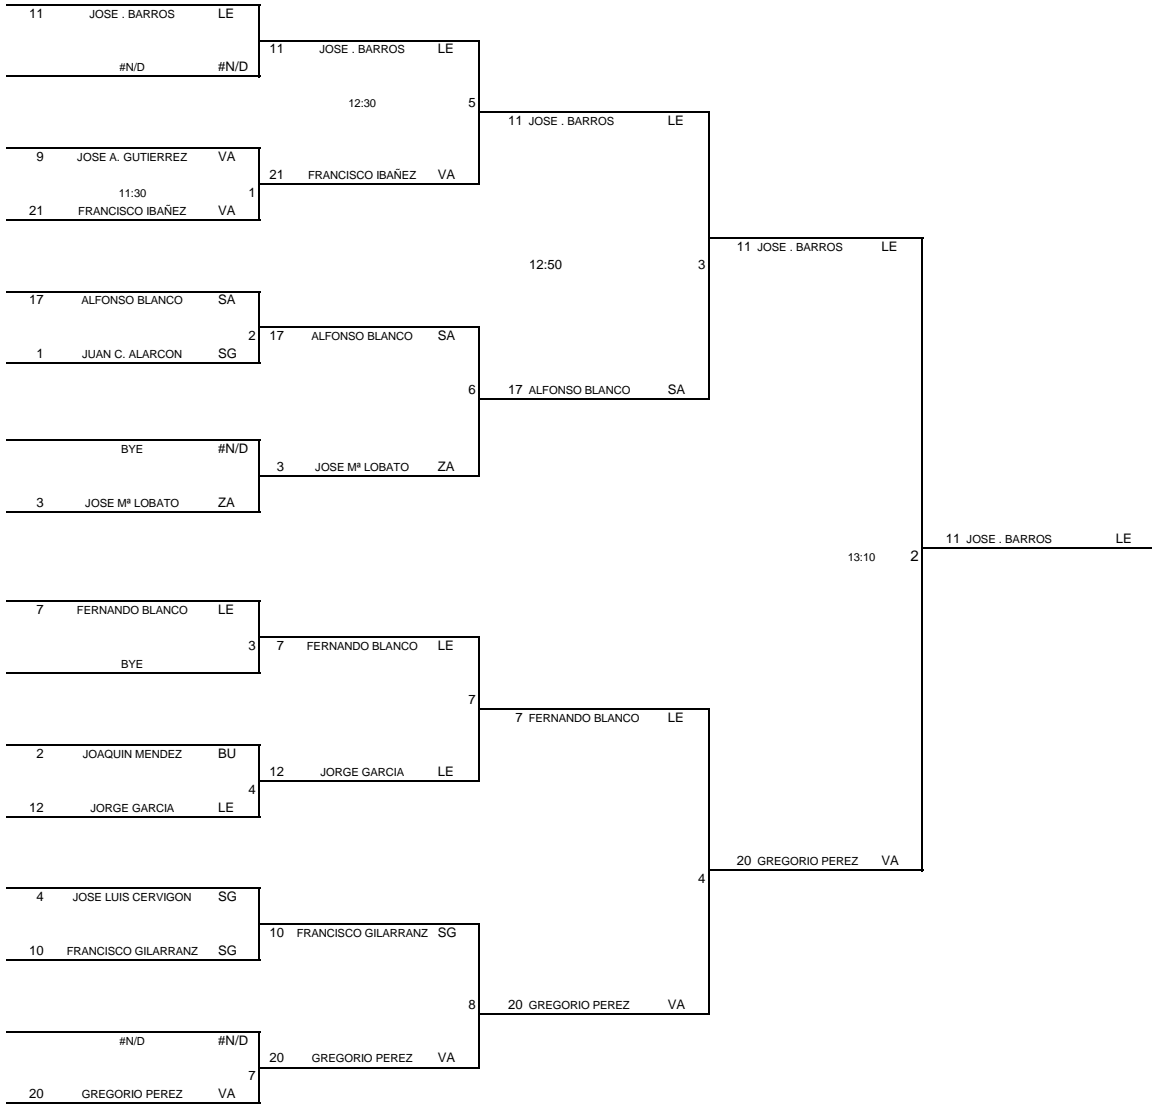 11 JOSE . BARROS LE
#N/D #N/D
11 JOSE . BARROS LE
12:30 5
11 JOSE . BARROS LE
9 JOSE A. GUTIERREZ VA
11:30 1
21 FRANCISCO IBAÑEZ VA
21 FRANCISCO IBAÑEZ VA
12:50 3
11 JOSE . BARROS LE
17 ALFONSO BLANCO SA
2
1 JUAN C. ALARCON SG
17 ALFONSO BLANCO SA
6
17 ALFONSO BLANCO SA
BYE #N/D
3 JOSE Mª LOBATO ZA
3 JOSE Mª LOBATO ZA
13:10 2
11 JOSE . BARROS LE
7 FERNANDO BLANCO LE
3
BYE
7 FERNANDO BLANCO LE
7
7 FERNANDO BLANCO LE
2 JOAQUIN MENDEZ BU
4
12 JORGE GARCIA LE
12 JORGE GARCIA LE
4
20 GREGORIO PEREZ VA
4 JOSE LUIS CERVIGON SG
10 FRANCISCO GILARRANZ SG
10 FRANCISCO GILARRANZ SG
8
20 GREGORIO PEREZ VA
#N/D #N/D
7
20 GREGORIO PEREZ VA
20 GREGORIO PEREZ VA